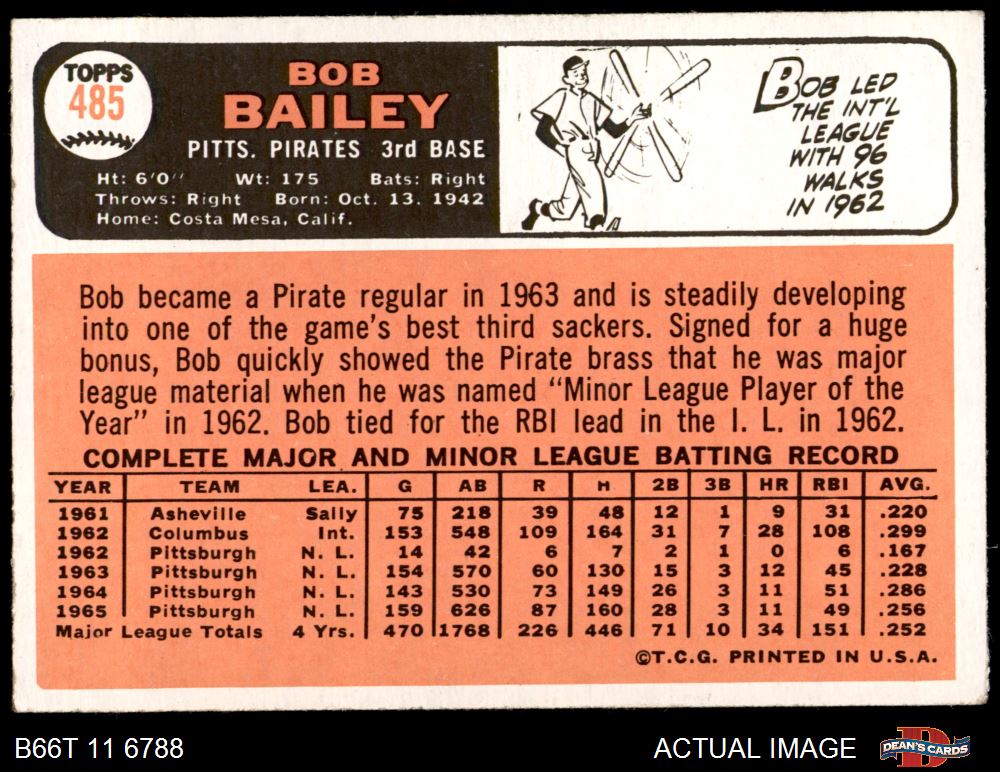 TOPPS
485
BOB
BAILEY
PITTS. PIRATES 3rd BASE
Ht: 6'0" Wt: 175 Bats: Right
Throws: Right Born: Oct. 13, 1942
Home: Costa Mesa, Calif.
BOB LED
THE INT'L
LEAGUE
WITH 96
WALKS
IN 1962
Bob became a Pirate regular in 1963 and is steadily developing
into one of the game's best third sackers. Signed for a huge
bonus, Bob quickly showed the Pirate brass that he was major
league material when he was named "Minor League Player of the
Year" in 1962. Bob tied for the RBI lead in the I. L. in 1962.
COMPLETE MAJOR AND MINOR LEAGUE BATTING RECORD
YEAR TEAM LEA. G AB R H 2B 3B HR RBI AVG.
1961 Asheville Sally 75 218 39 48 12 1 9 31 .220
1962 Columbus Int. 153 548 109 164 31 7 28 108 .299
1962 Pittsburgh N. L. 14 42 6 7 2 1 0 6 .167
1963 Pittsburgh N. L. 154 570 60 130 15 3 12 45 .228
1964 Pittsburgh N. L. 143 530 73 149 26 3 11 51 .286
1965 Pittsburgh N. L. 159 626 87 160 28 3 11 49 .256
Major League Totals 4 Yrs. 470 1768 226 446 71 10 34 151 .252
©T.C.G. PRINTED IN U.S.A.
B66T 11 6788
ACTUAL IMAGE
DEAN'S CARDS